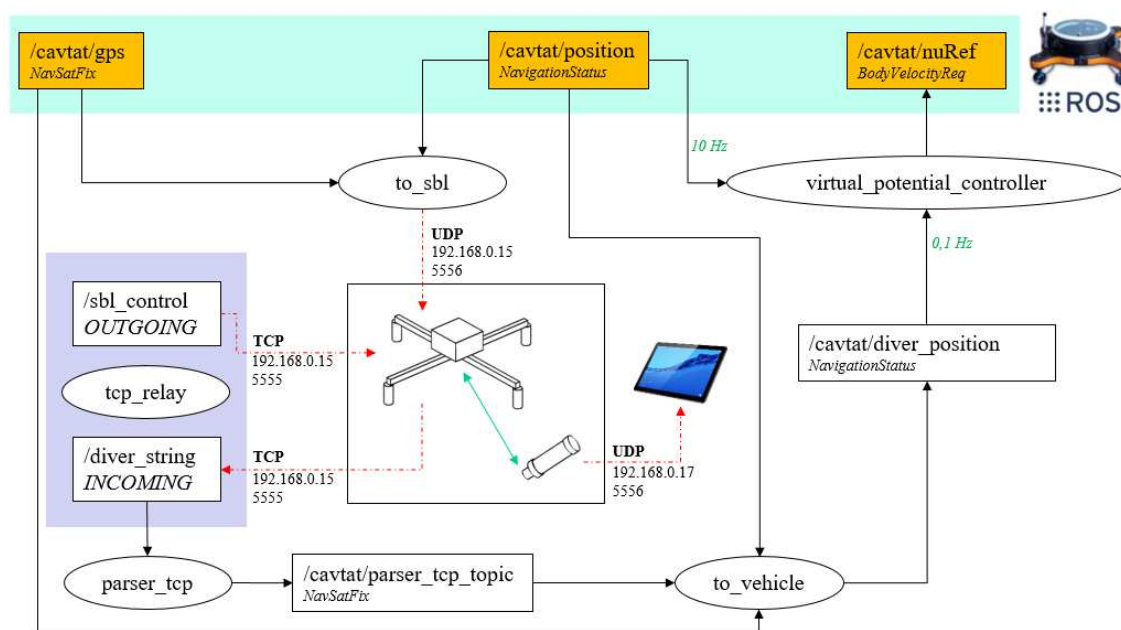 /cavtat/gps
NavSatFix
/cavtat/position
NavigationStatus
/cavtat/nuRef
BodyVelocityReq
ROS
10 Hz
to_sbl
virtual_potential_controller
UDP
192.168.0.15
5556
0,1 Hz
/sbl_control
OUTGOING
TCP
192.168.0.15
5555
/cavtat/diver_position
NavigationStatus
tcp_relay
/diver_string
INCOMING
TCP
192.168.0.15
5555
UDP
192.168.0.17
5556
parser_tcp
/cavtat/parser_tcp_topic
NavSatFix
to_vehicle